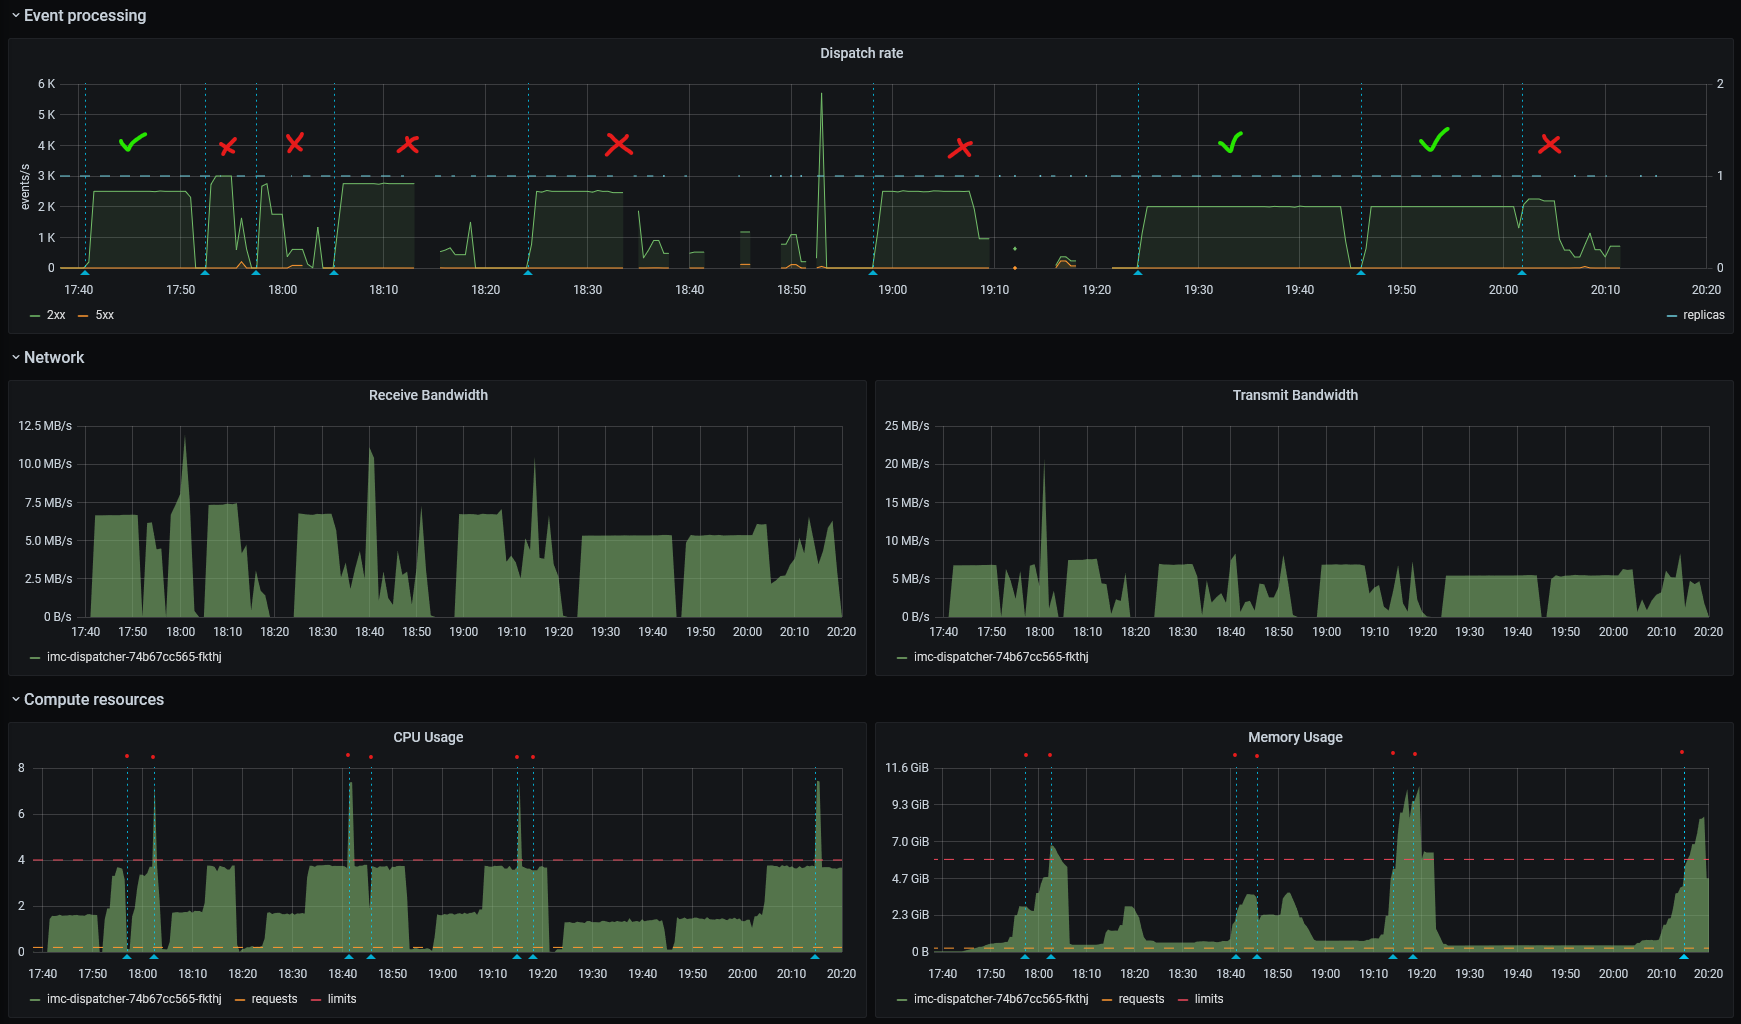 Event processing
Dispatch rate
6 K
5 K
4 K
3 K
2 K
1 K
0
events/s
2
1
0
17:40 17:50 18:00 18:10 18:20 18:30 18:40 18:50 19:00 19:10 19:20 19:30 19:40 19:50 20:00 20:10 20:20
2xx 5xx replicas
Network
Receive Bandwidth
12.5 MB/s
10.0 MB/s
7.5 MB/s
5.0 MB/s
2.5 MB/s
0 B/s
17:40 17:50 18:00 18:10 18:20 18:30 18:40 18:50 19:00 19:10 19:20 19:30 19:40 19:50 20:00 20:10 20:20
imc-dispatcher-74b67cc565-fkthj
Transmit Bandwidth
25 MB/s
20 MB/s
15 MB/s
10 MB/s
5 MB/s
0 B/s
17:40 17:50 18:00 18:10 18:20 18:30 18:40 18:50 19:00 19:10 19:20 19:30 19:40 19:50 20:00 20:10 20:20
imc-dispatcher-74b67cc565-fkthj
Compute resources
CPU Usage
8
6
4
2
0
17:40 17:50 18:00 18:10 18:20 18:30 18:40 18:50 19:00 19:10 19:20 19:30 19:40 19:50 20:00 20:10 20:20
imc-dispatcher-74b67cc565-fkthj requests limits
Memory Usage
11.6 GiB
9.3 GiB
7.0 GiB
4.7 GiB
2.3 GiB
0 B
17:40 17:50 18:00 18:10 18:20 18:30 18:40 18:50 19:00 19:10 19:20 19:30 19:40 19:50 20:00 20:10 20:20
imc-dispatcher-74b67cc565-fkthj requests limits